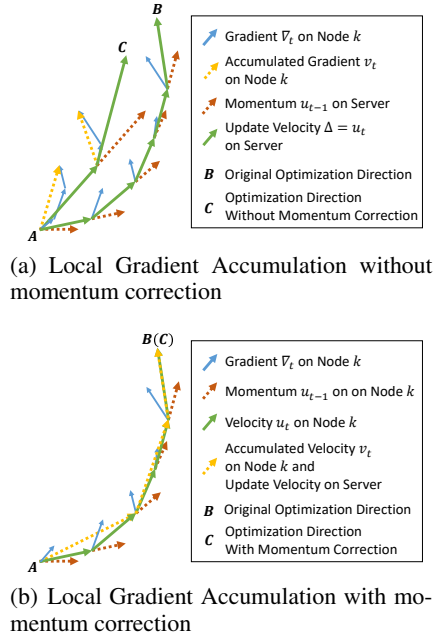 B
C
A
Gradient ∇̄ₜ on Node k
Accumulated Gradient vₜ
on Node k
Momentum uₜ₋₁ on Server
Update Velocity Δ = uₜ
on Server
B Original Optimization Direction
C Optimization Direction
Without Momentum Correction
(a) Local Gradient Accumulation without
momentum correction
B(C)
A
Gradient ∇̄ₜ on Node k
Momentum uₜ₋₁ on on Node k
Velocity uₜ on Node k
Accumulated Velocity vₜ
on Node k and
Update Velocity on Server
B Original Optimization Direction
C Optimization Direction
With Momentum Correction
(b) Local Gradient Accumulation with mo-
mentum correction